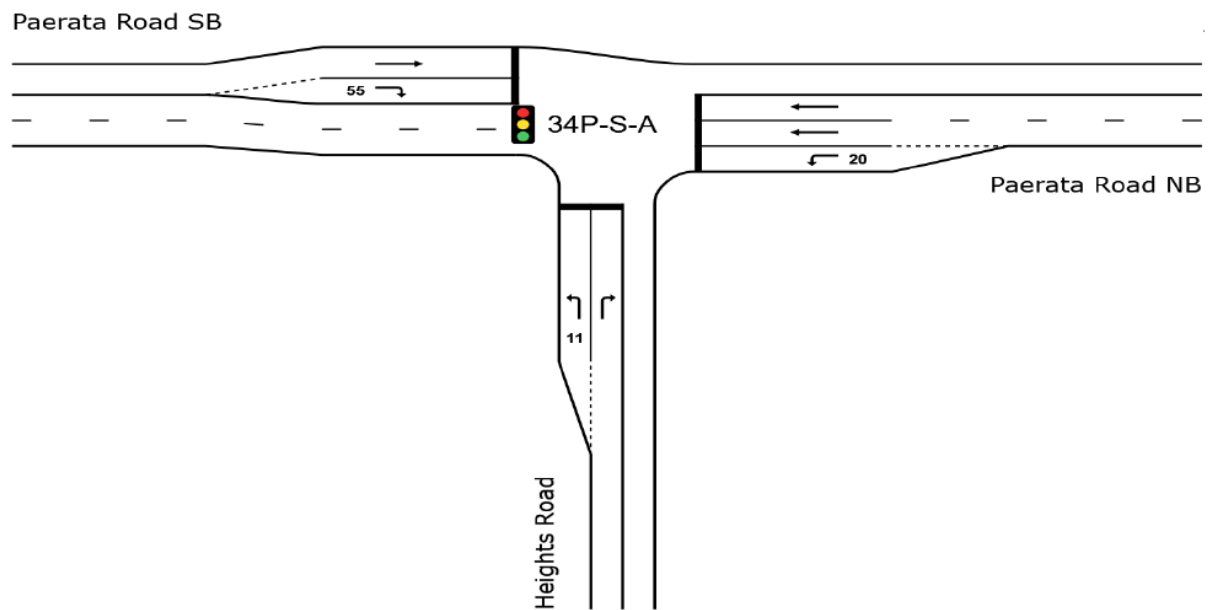 Paerata Road SB
55
34P-S-A
20
Paerata Road NB
11
Heights Road